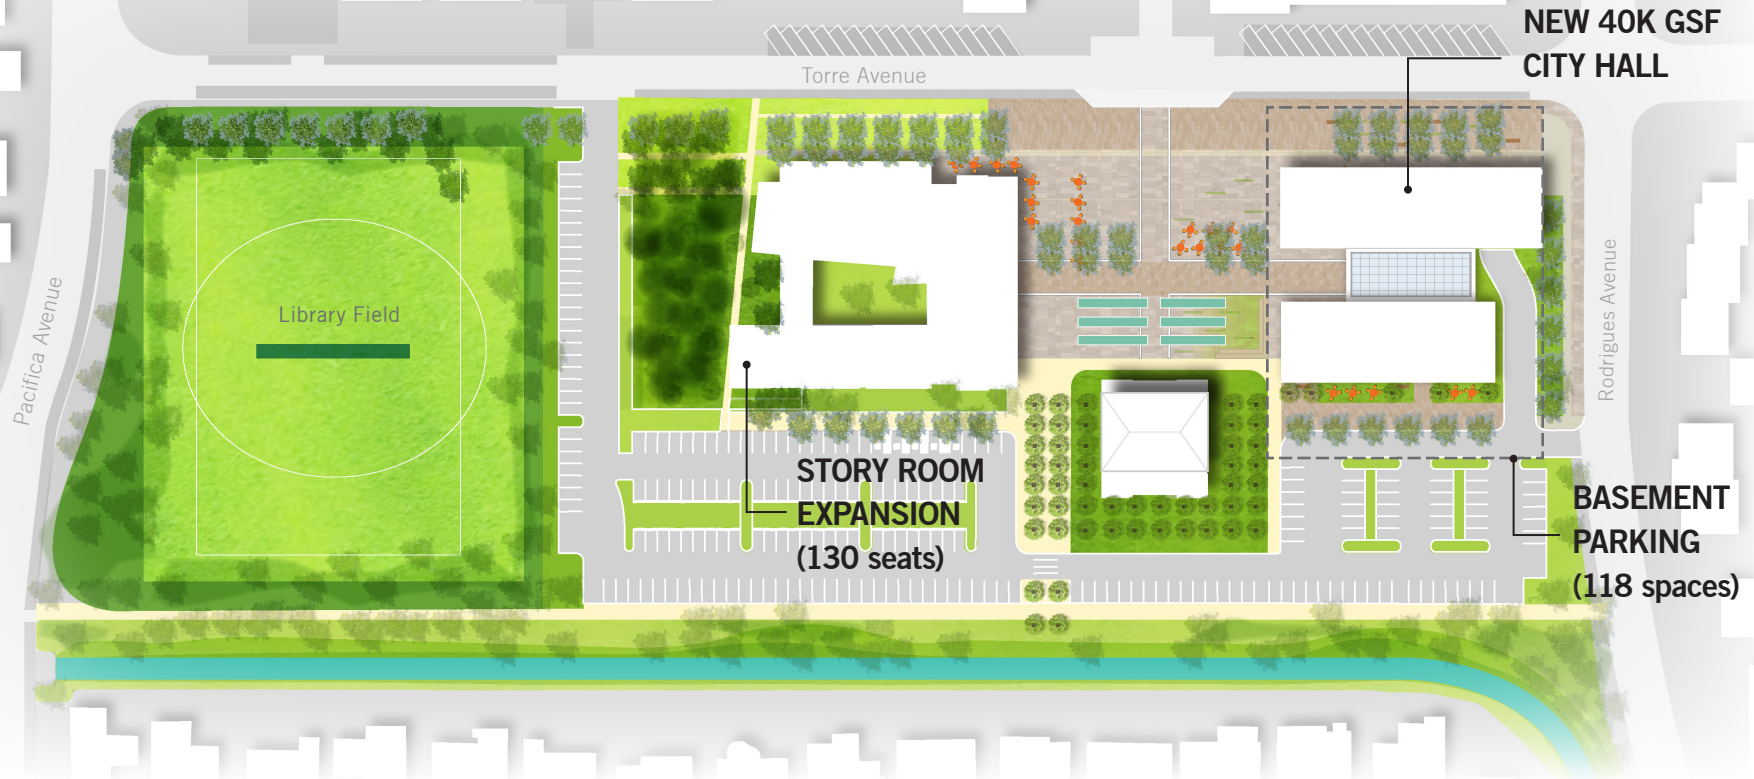 NEW 40K GSF
CITY HALL
Torre Avenue
Library Field
Pacifica Avenue
Rodrigues Avenue
STORY ROOM
EXPANSION
(130 seats)
BASEMENT
PARKING
(118 spaces)